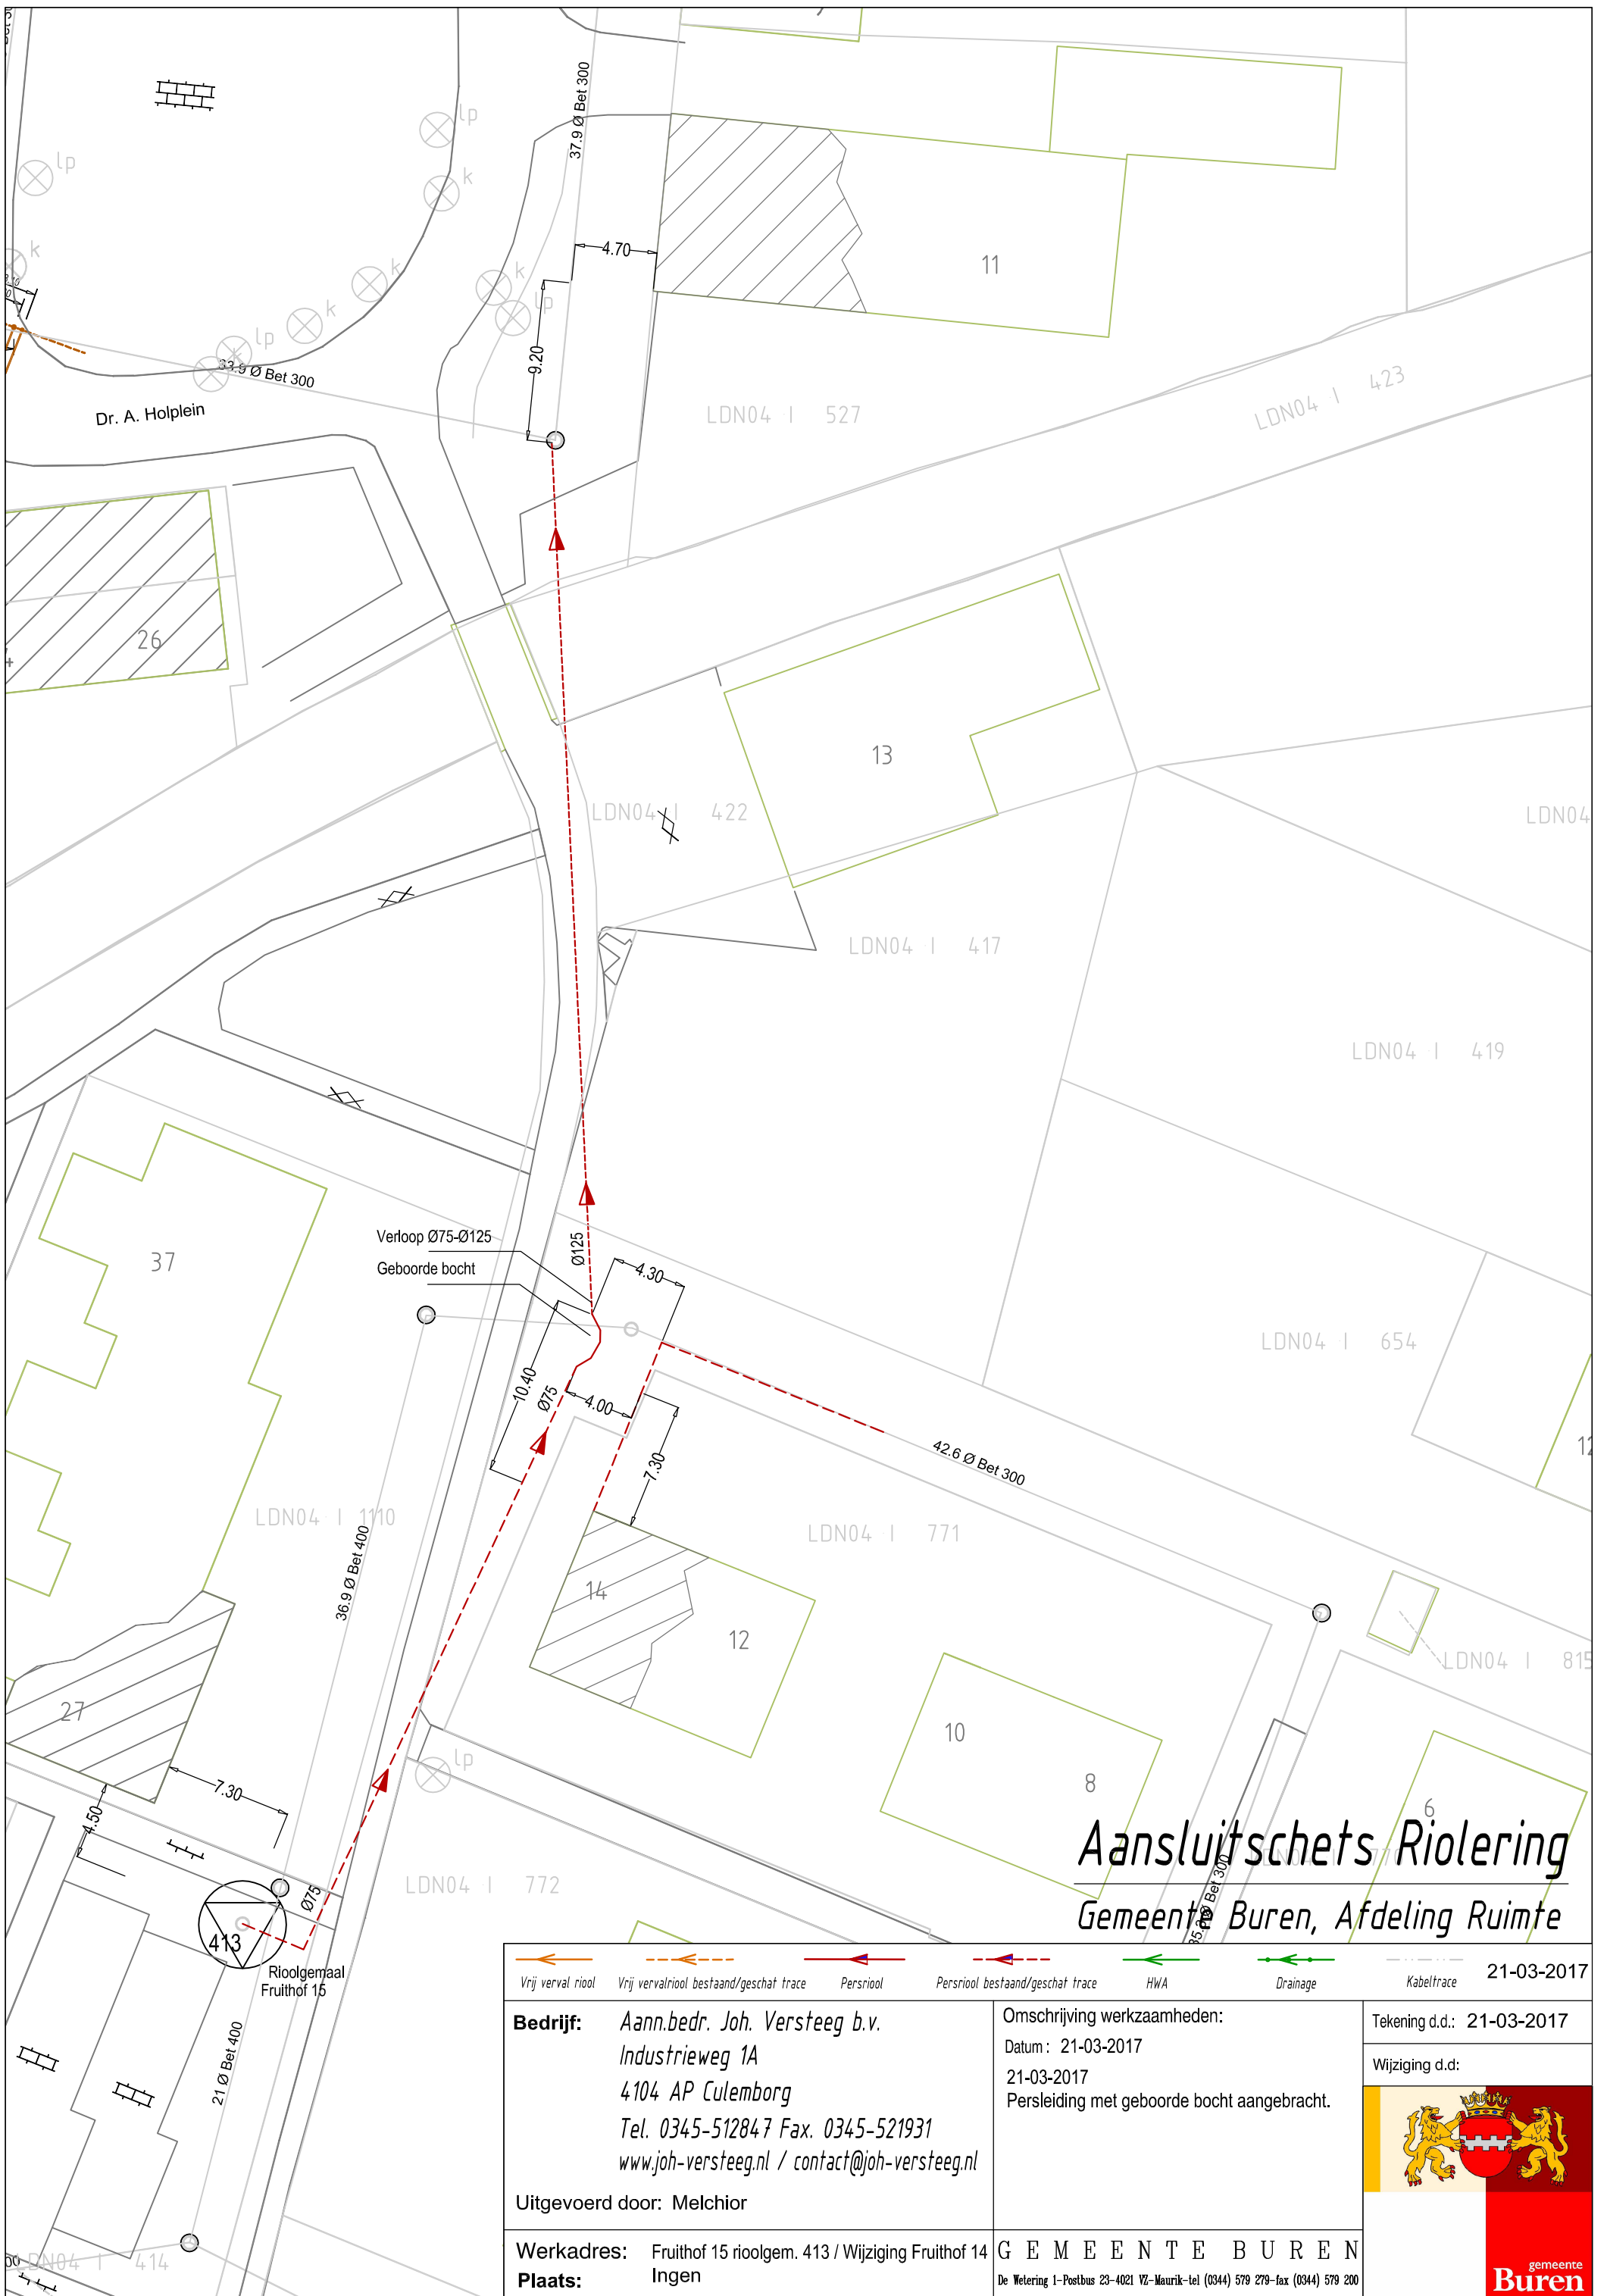 37.9 Ø Bet 300
lp
lp
k
k
k
k
k
lp
lp
4.70
11
9.20
33.9 Ø Bet 300
Dr. A. Holplein
LDN04 I 527
LDN04 I 423
26
13
LDN04 I 422
LDN04
LDN04 I 417
LDN04 I 419
37
Verloop Ø75-Ø125
Geboorde bocht
Ø125
4.30
LDN04 I 654
10.40
Ø75
4.00
7.30
12
42.6 Ø Bet 300
LDN04 I 1110
LDN04 I 771
36.9 Ø Bet 400
14
12
LDN04 I 815
27
10
lp
7.30
4.50
8
6
Aansluitschets Riolering
35.2 Ø Bet 300
LDN04 I 772
Ø75
Gemeente Buren, Afdeling Ruimte
413
Rioolgemaal
Fruithof 15
21 Ø Bet 400
LDN04 I 414
Vrij verval riool
Vrij vervalriool bestaand/geschat trace
Persriool
Persriool bestaand/geschat trace
HWA
Drainage
Kabeltrace
21-03-2017
Bedrijf: Aann.bedr. Joh. Versteeg b.v.
Industrieweg 1A
4104 AP Culemborg
Tel. 0345-512847 Fax. 0345-521931
www.joh-versteeg.nl / contact@joh-versteeg.nl
Uitgevoerd door: Melchior
Omschrijving werkzaamheden:
Datum : 21-03-2017
21-03-2017
Persleiding met geboorde bocht aangebracht.
Tekening d.d.: 21-03-2017
Wijziging d.d:
Werkadres: Fruithof 15 rioolgem. 413 / Wijziging Fruithof 14
Plaats: Ingen
GEMEENTE BUREN
De Wetering 1-Postbus 23-4021 VZ-Maurik-tel (0344) 579 279-fax (0344) 579 200
gemeente
Buren